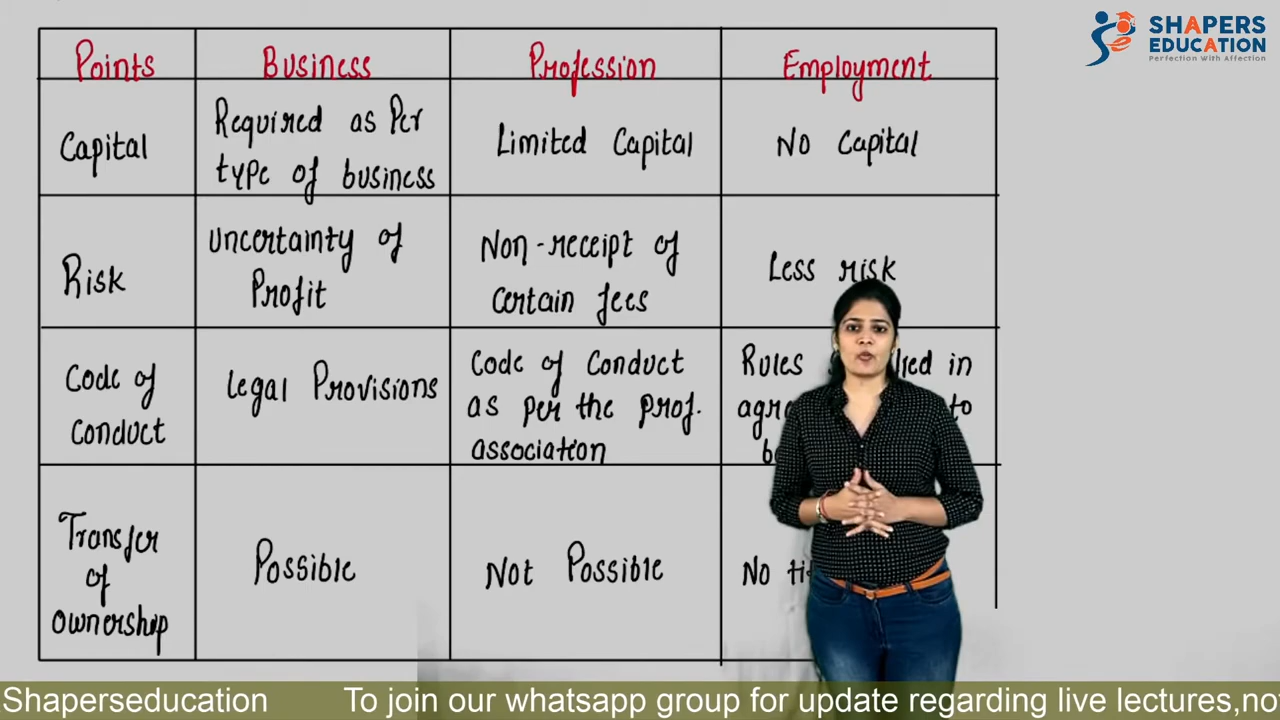 SHAPERS
EDUCATION
Perfection With Affection
Points Business Profession Employment
Capital
Required as Per
type of business
Limited Capital
No Capital
Risk
Uncertainty of
Profit
Non-receipt of
certain fees
Less risk
Code of
Conduct
Legal Provisions
Code of Conduct
as per the prof.
association
Rules in
to
Transfer
of
ownership
Possible
Not Possible
No
Shaperseducation To join our whatsapp group for update regarding live lectures,no